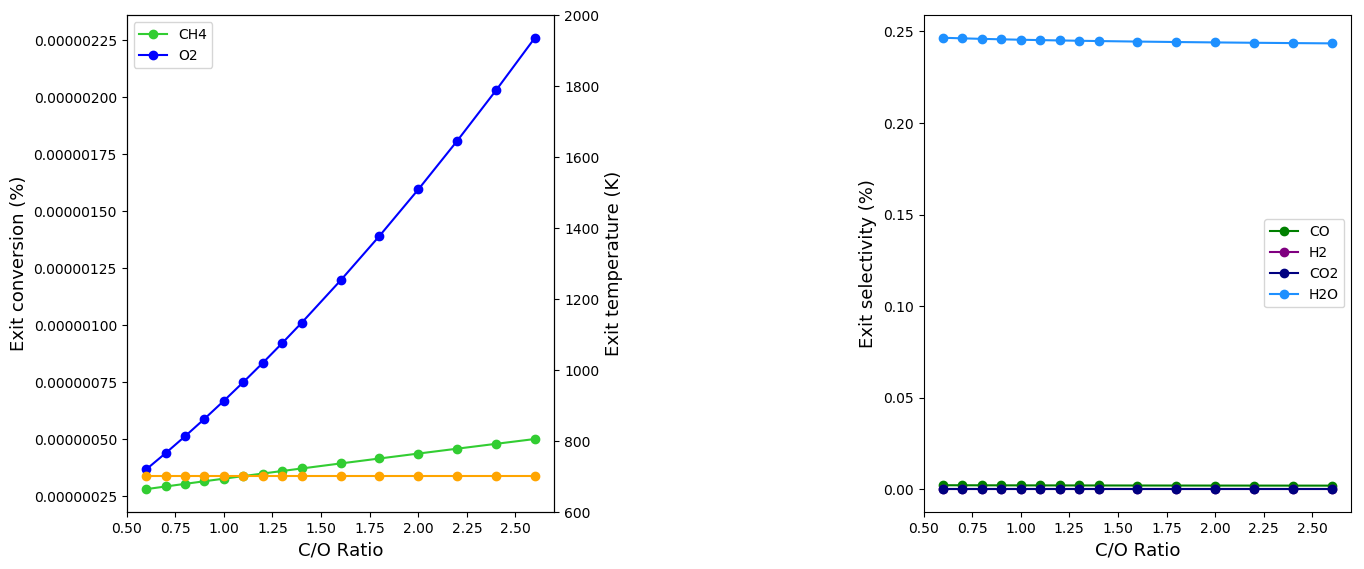 CH4
O2
0.00000225
0.00000200
0.00000175
0.00000150
0.00000125
0.00000100
0.00000075
0.00000050
0.00000025
Exit conversion (%)
0.50 0.75 1.00 1.25 1.50 1.75 2.00 2.25 2.50
C/O Ratio
2000
1800
1600
1400
1200
1000
800
600
Exit temperature (K)
0.25
0.20
0.15
0.10
0.05
0.00
Exit selectivity (%)
CO
H2
CO2
H2O
0.50 0.75 1.00 1.25 1.50 1.75 2.00 2.25 2.50
C/O Ratio